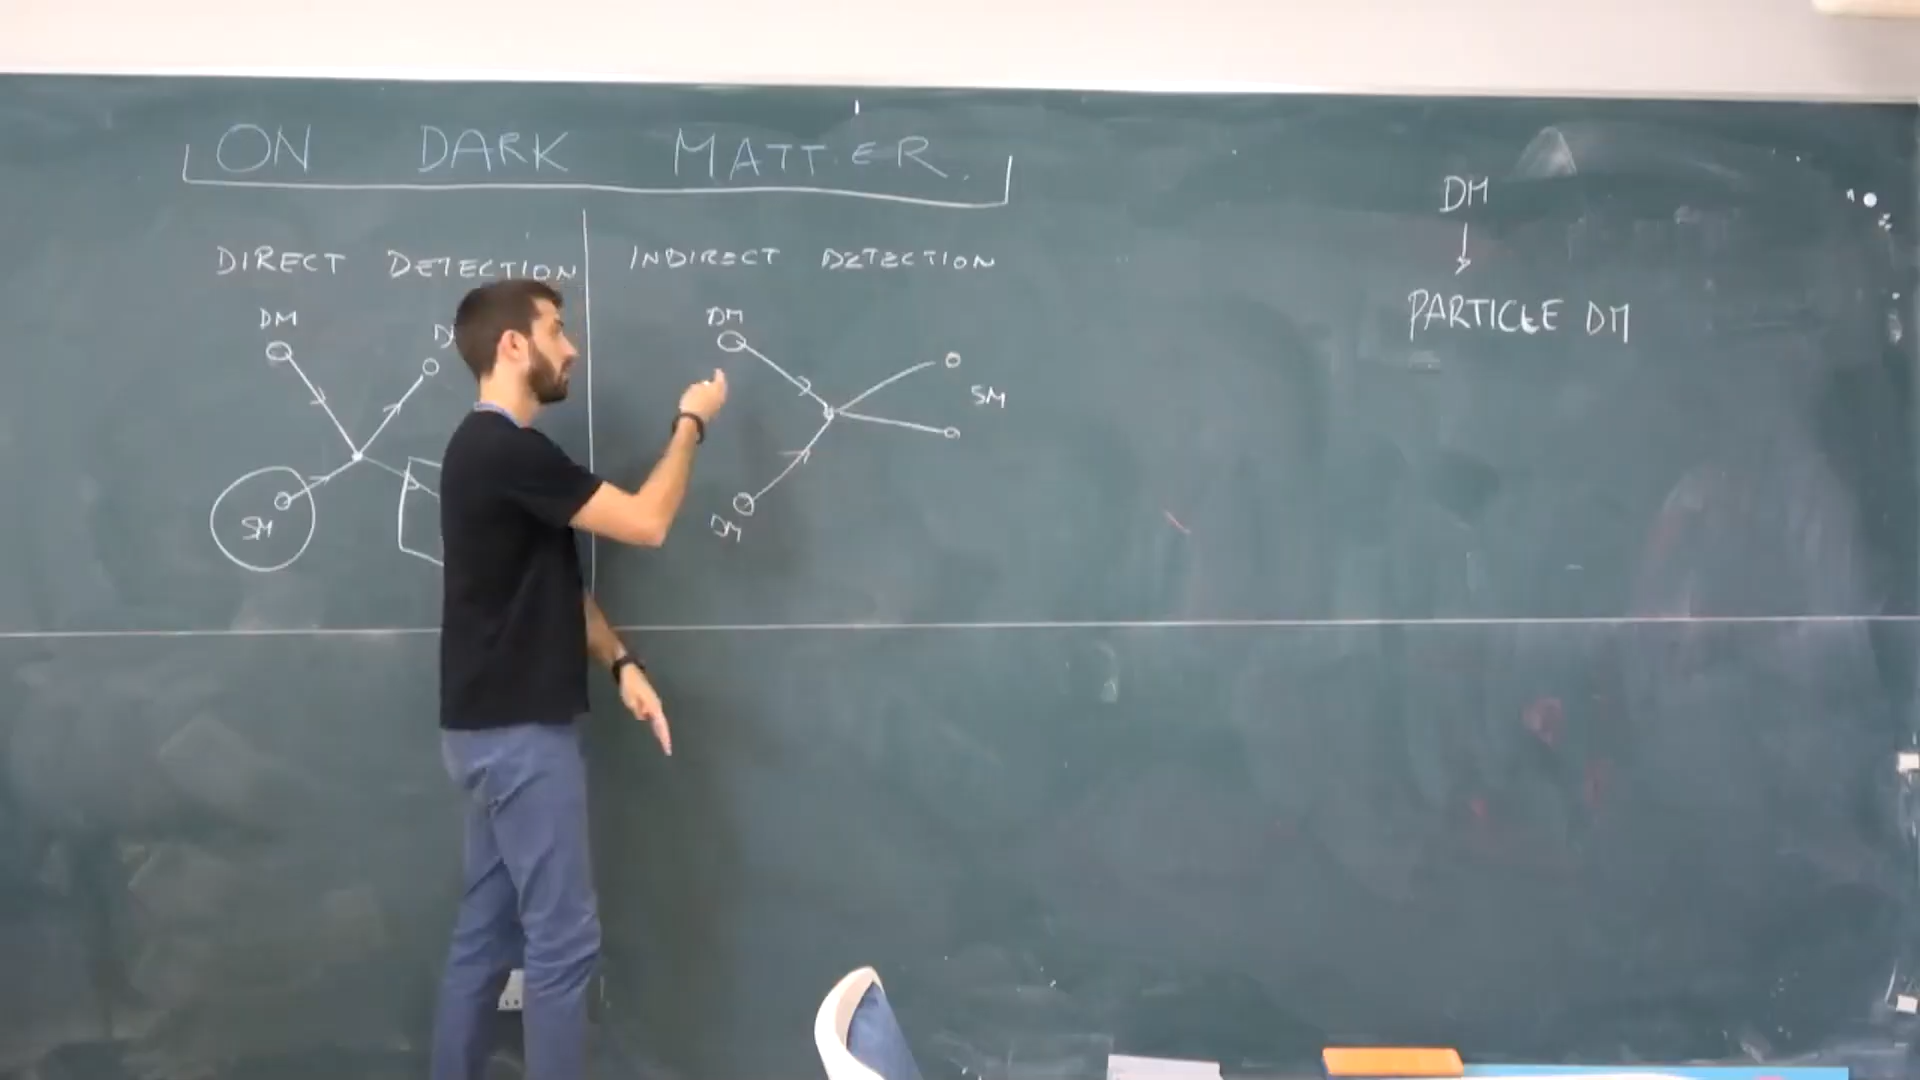 ON DARK MATTER.
DIRECT DETECTION
INDIRECT DETECTION
DM
SM
DM
SM
DM
DM
PARTICLE DM